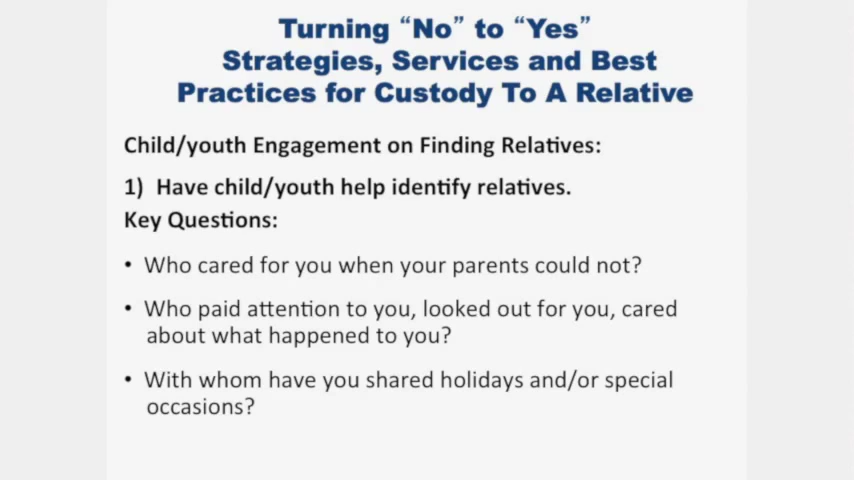 Turning “No” to “Yes”
Strategies, Services and Best
Practices for Custody To A Relative
Child/youth Engagement on Finding Relatives:
1) Have child/youth help identify relatives.
Key Questions:
• Who cared for you when your parents could not?
• Who paid attention to you, looked out for you, cared
about what happened to you?
• With whom have you shared holidays and/or special
occasions?